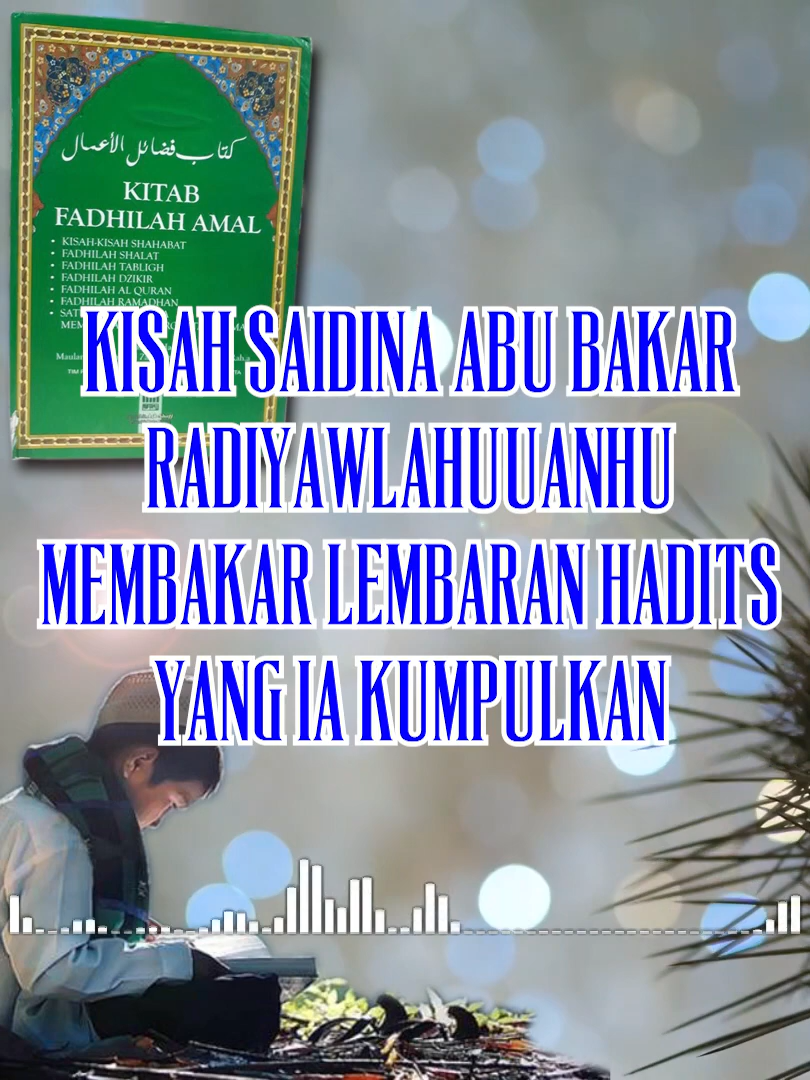 كتاب فضائل الأعمال
KITAB
FADHILAH AMAL
• KISAH-KISAH SHAHABAT
• FADHILAH SHALAT
• FADHILAH TABLIGH
• FADHILAH DZIKIR
• FADHILAH AL QURAN
• FADHILAH RAMADHAN
KISAH SAIDINA ABU BAKAR
RADIYAWLAHUUANHU
MEMBAKAR LEMBARAN HADITS
YANG IA KUMPULKAN